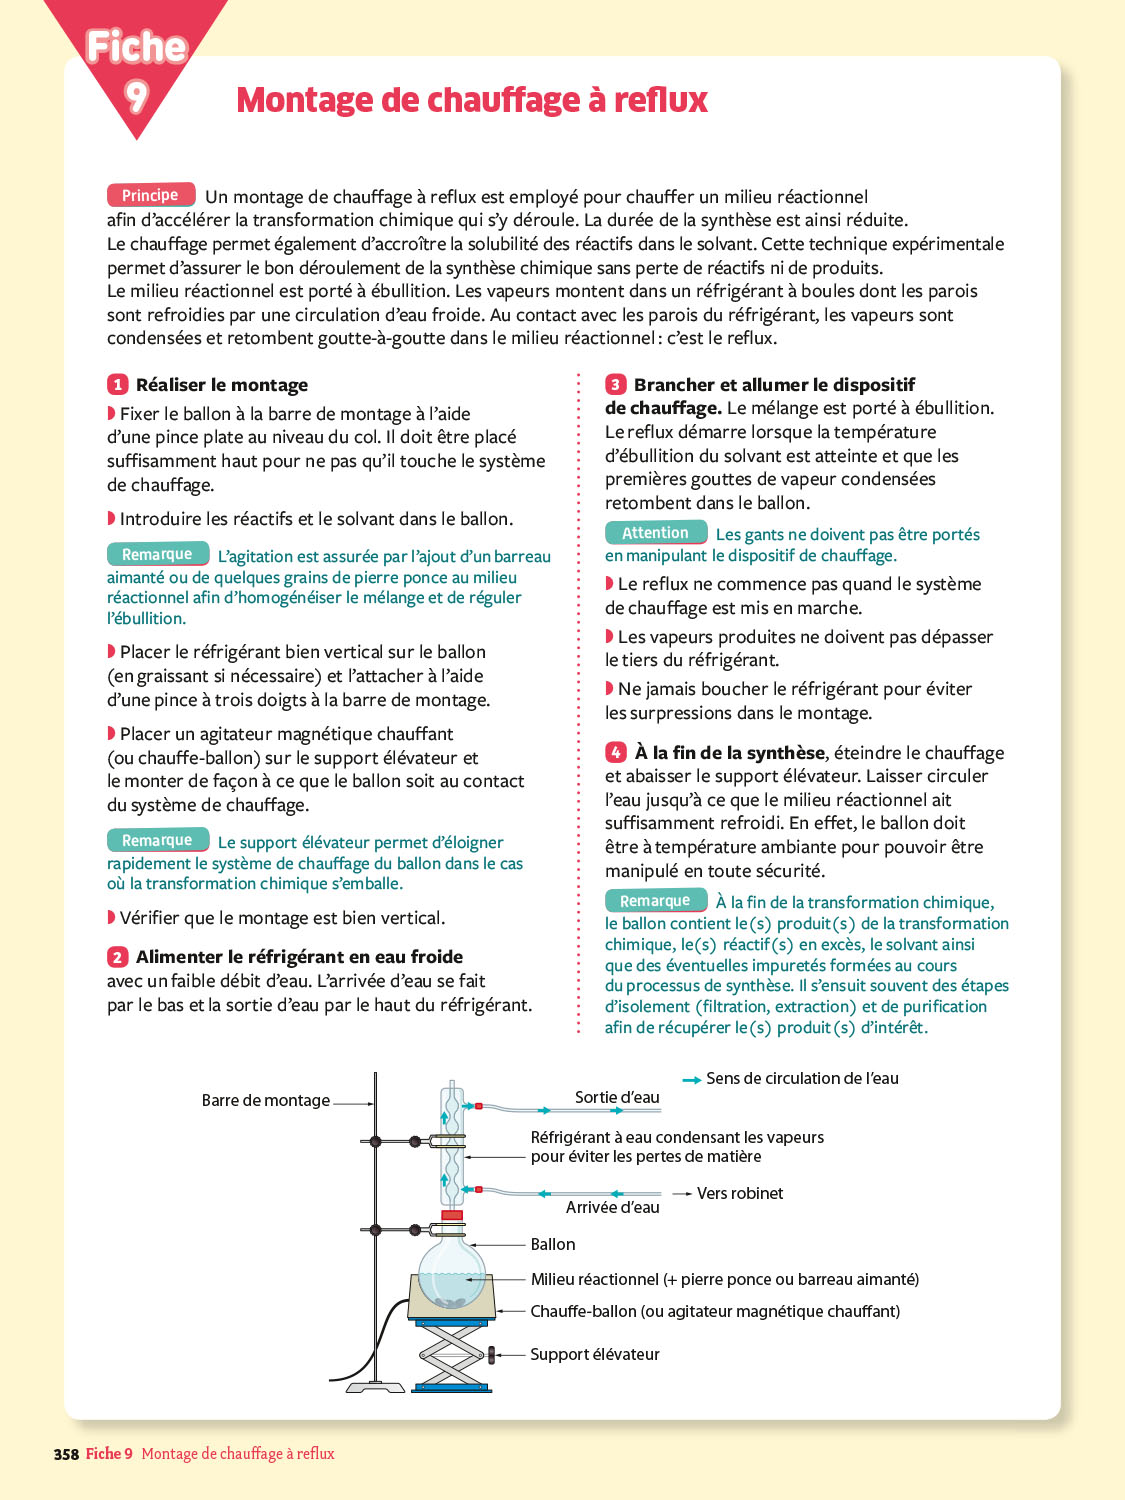 Fiche
9
Montage de chauffage à reflux
Principe Un montage de chauffage à reflux est employé pour chauffer un milieu réactionnel
afin d'accélérer la transformation chimique qui s'y déroule. La durée de la synthèse est ainsi réduite.
Le chauffage permet également d'accroître la solubilité des réactifs dans le solvant. Cette technique expérimentale
permet d'assurer le bon déroulement de la synthèse chimique sans perte de réactifs ni de produits.
Le milieu réactionnel est porté à ébullition. Les vapeurs montent dans un réfrigérant à boules dont les parois
sont refroidies par une circulation d'eau froide. Au contact avec les parois du réfrigérant, les vapeurs sont
condensées et retombent goutte-à-goutte dans le milieu réactionnel : c'est le reflux.
1 Réaliser le montage
Fixer le ballon à la barre de montage à l'aide
d'une pince plate au niveau du col. Il doit être placé
suffisamment haut pour ne pas qu'il touche le système
de chauffage.
Introduire les réactifs et le solvant dans le ballon.
Remarque L'agitation est assurée par l'ajout d'un barreau
aimanté ou de quelques grains de pierre ponce au milieu
réactionnel afin d'homogénéiser le mélange et de réguler
l'ébullition.
Placer le réfrigérant bien vertical sur le ballon
(en graissant si nécessaire) et l'attacher à l'aide
d'une pince à trois doigts à la barre de montage.
Placer un agitateur magnétique chauffant
(ou chauffe-ballon) sur le support élévateur et
le monter de façon à ce que le ballon soit au contact
du système de chauffage.
Remarque Le support élévateur permet d'éloigner
rapidement le système de chauffage du ballon dans le cas
où la transformation chimique s'emballe.
Vérifier que le montage est bien vertical.
2 Alimenter le réfrigérant en eau froide
avec un faible débit d'eau. L'arrivée d'eau se fait
par le bas et la sortie d'eau par le haut du réfrigérant.
3 Brancher et allumer le dispositif
de chauffage. Le mélange est porté à ébullition.
Le reflux démarre lorsque la température
d'ébullition du solvant est atteinte et que les
premières gouttes de vapeur condensées
retombent dans le ballon.
Attention Les gants ne doivent pas être portés
en manipulant le dispositif de chauffage.
Le reflux ne commence pas quand le système
de chauffage est mis en marche.
Les vapeurs produites ne doivent pas dépasser
le tiers du réfrigérant.
Ne jamais boucher le réfrigérant pour éviter
les surpressions dans le montage.
4 À la fin de la synthèse, éteindre le chauffage
et abaisser le support élévateur. Laisser circuler
l'eau jusqu'à ce que le milieu réactionnel ait
suffisamment refroidi. En effet, le ballon doit
être à température ambiante pour pouvoir être
manipulé en toute sécurité.
Remarque À la fin de la transformation chimique,
le ballon contient le(s) produit(s) de la transformation
chimique, le(s) réactif(s) en excès, le solvant ainsi
que des éventuelles impuretés formées au cours
du processus de synthèse. Il s'ensuit souvent des étapes
d'isolement (filtration, extraction) et de purification
afin de récupérer le(s) produit(s) d'intérêt.
Sens de circulation de l'eau
Sortie d'eau
Barre de montage
Réfrigérant à eau condensant les vapeurs
pour éviter les pertes de matière
Vers robinet
Arrivée d'eau
Ballon
Milieu réactionnel (+ pierre ponce ou barreau aimanté)
Chauffe-ballon (ou agitateur magnétique chauffant)
Support élévateur
358 Fiche 9 Montage de chauffage à reflux